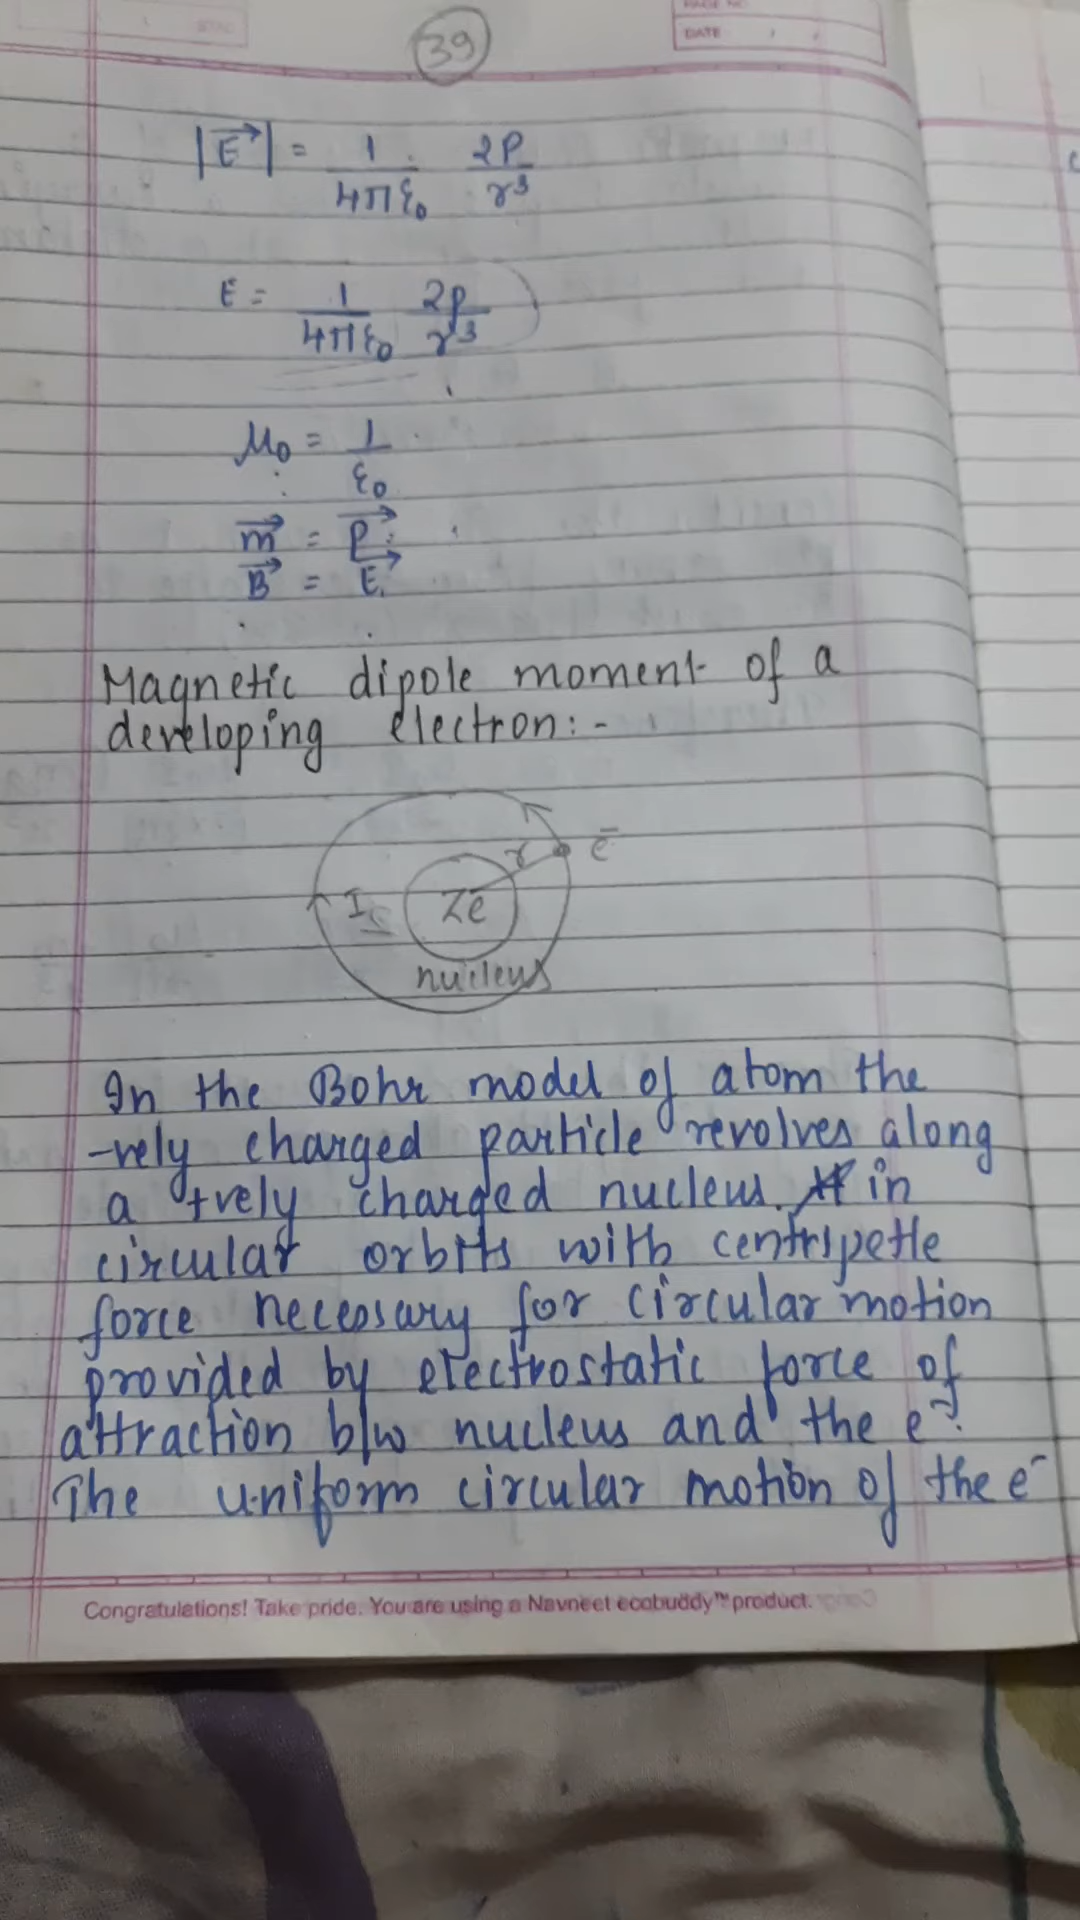 39
PAGE NO
DATE
|E⃗| = 1/4πε₀ 2P/r³
E = 1/4πε₀ 2p/r³
μ₀ = 1/ε₀
m⃗ = P⃗
B⃗ = E⃗
Magnetic dipole moment of a
developing electron:-
r e⁻
I Ze
nucleus
In the Bohr model of atom the
-vely charged particle revolves along
a +vely charged nucleus. in
circular orbits with centripetle
force necessary for circular motion
provided by electrostatic force of
attraction b/w nucleus and the e⁻.
The uniform circular motion of the e⁻
Congratulations! Take pride. You are using a Navneet ecobuddy™ product.